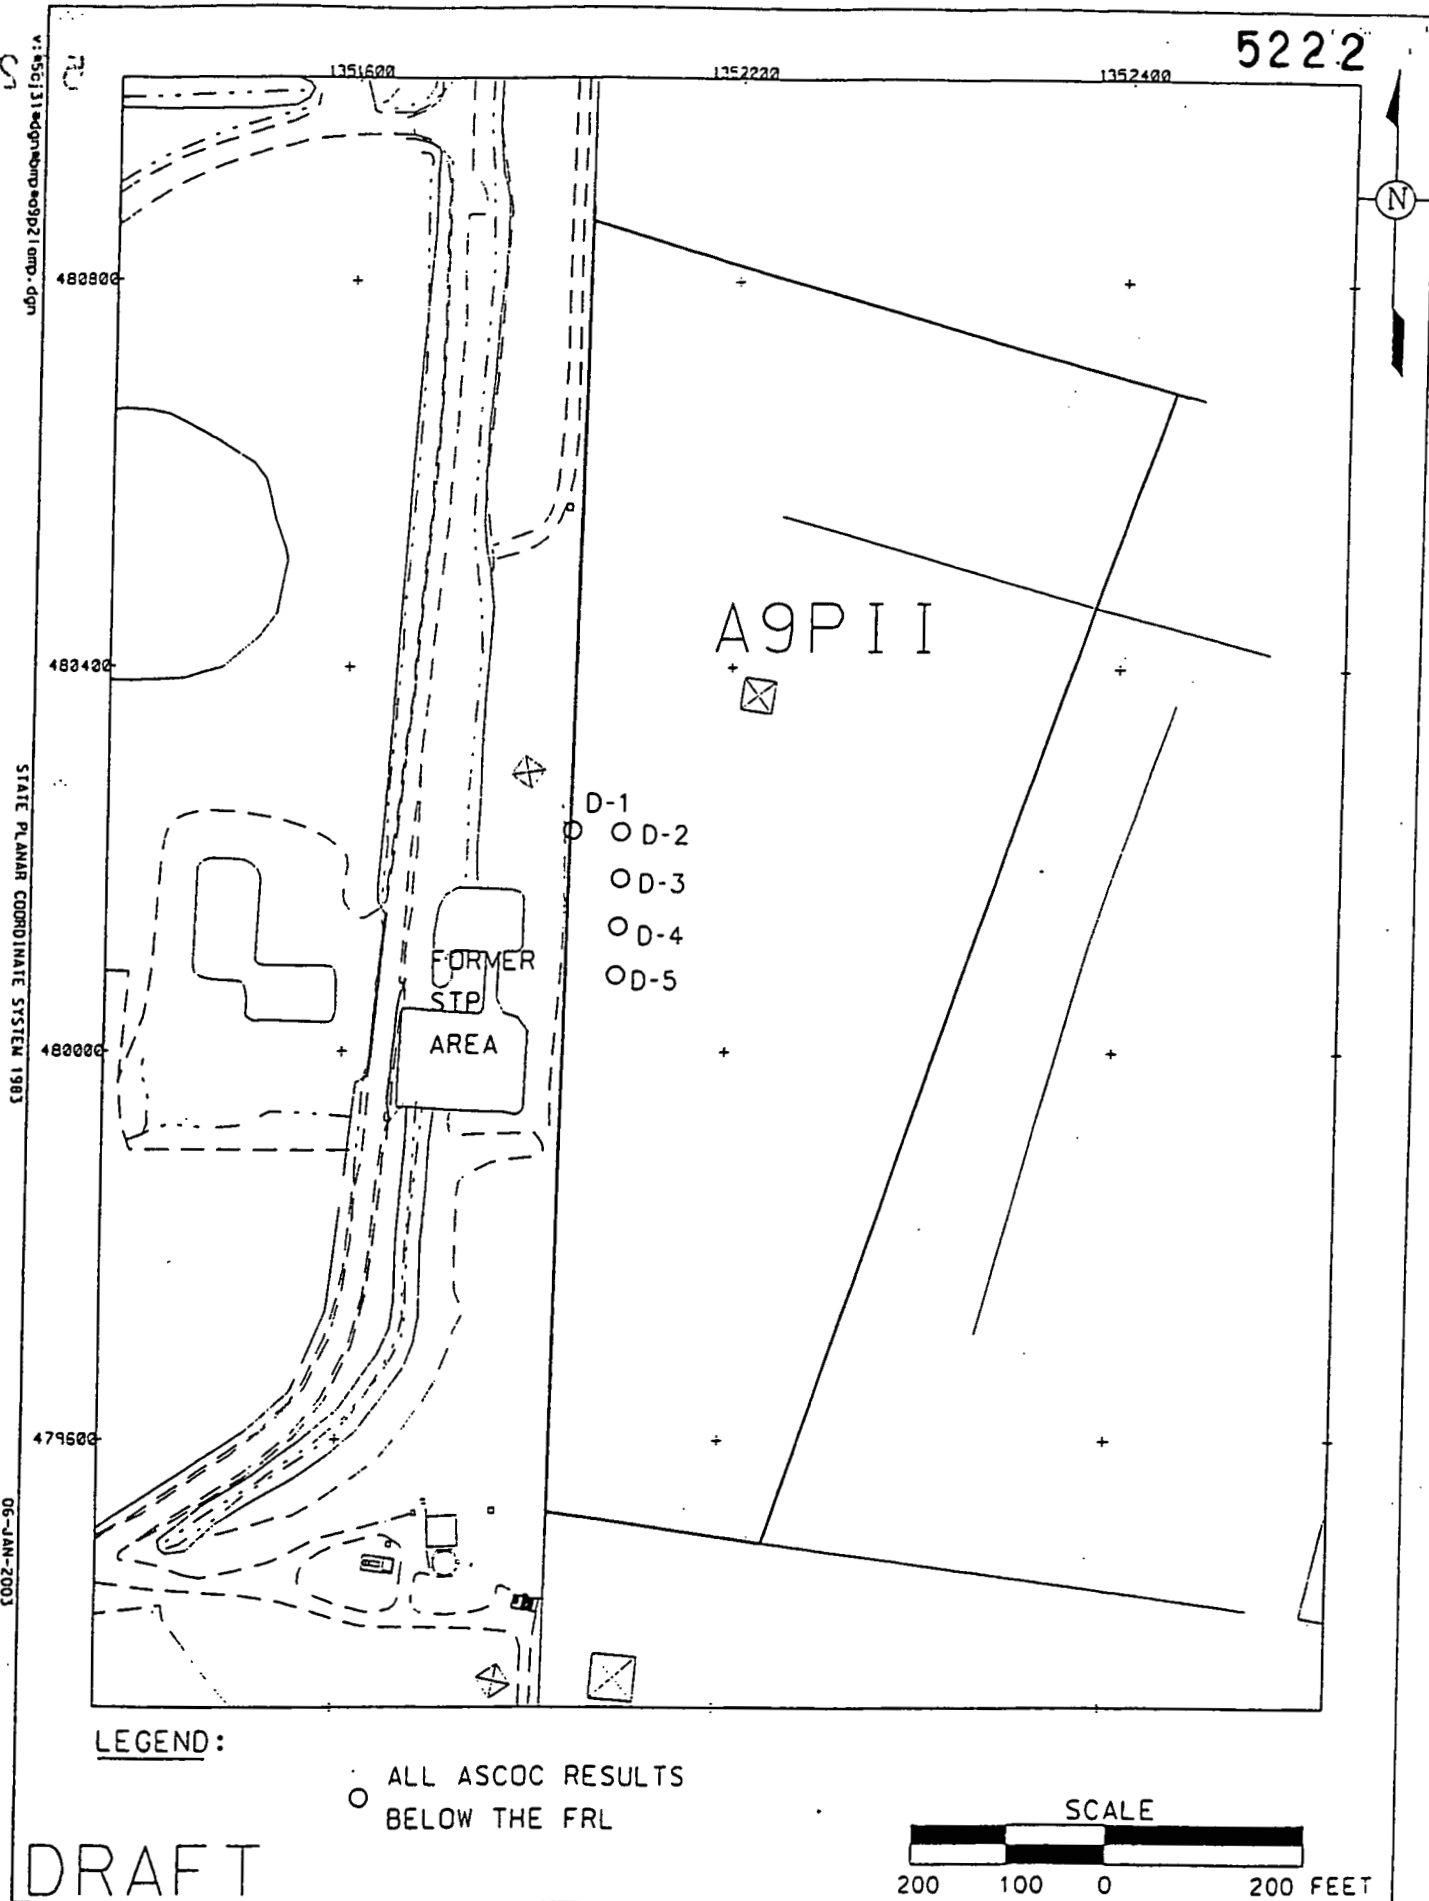 5222
1351600
1352000
1352400
N
480800
A9PII
480400
D-1
D-2
D-3
D-4
D-5
FORMER
STP
AREA
480000
479600
STATE PLANAR COORDINATE SYSTEM 1983
06-JAN-2003
LEGEND:
ALL ASCOC RESULTS
BELOW THE FRL
SCALE
200 100 0 200 FEET
DRAFT